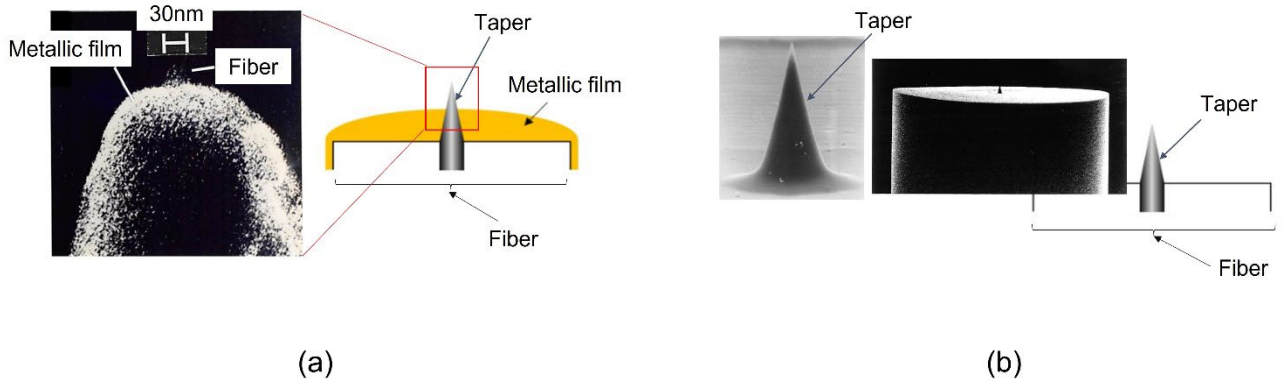 30nm
Metallic film
Fiber
Taper
Metallic film
Fiber
(a)
Taper
Taper
Fiber
(b)